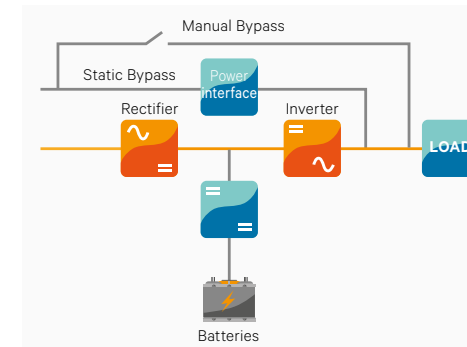 Manual Bypass
Static Bypass
Power
interface
Rectifier
Inverter
LOAD
Batteries